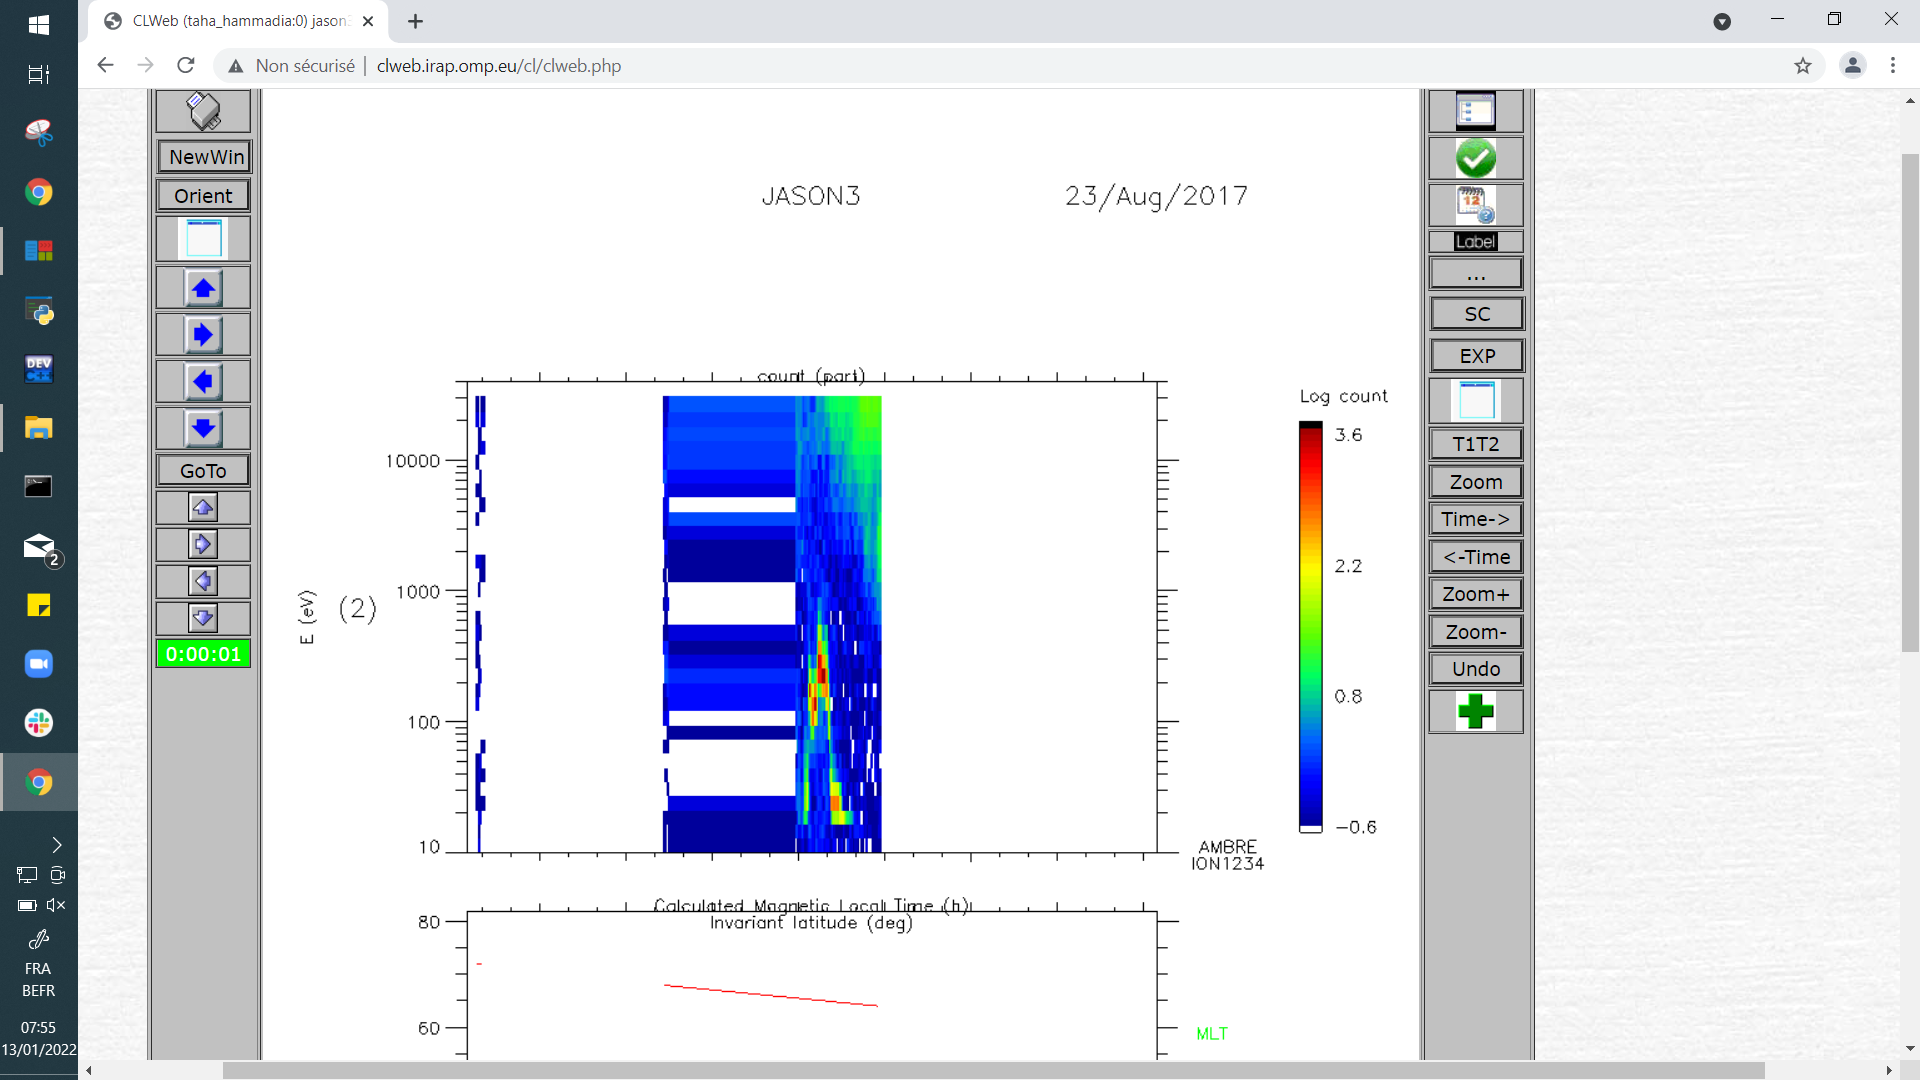 CLWeb (taha_hammadia:0) jason3
Non sécurisé
clweb.irap.omp.eu/cl/clweb.php
NewWin
Orient
GoTo
0:00:01
JASON3
23/Aug/2017
count (part)
10000
1000
100
10
E (eV)
(2)
Log count
3.6
2.2
0.8
-0.6
AMBRE
ION1234
Calculated Magnetic Local Time (h)
Invariant latitude (deg)
80
60
MLT
12
Label
...
SC
EXP
T1T2
Zoom
Time->
<-Time
Zoom+
Zoom-
Undo
DEV
C++
2
FRA
BEFR
07:55
13/01/2022